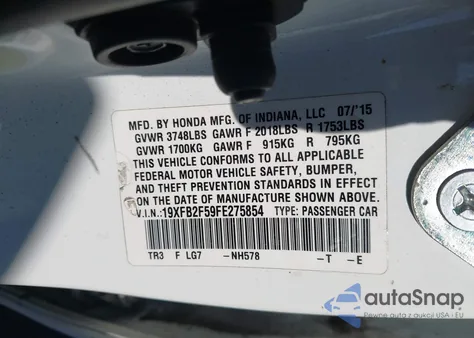 MFD. BY HONDA MFG. OF INDIANA, LLC 07/'15
GVWR 3748LBS GAWR F 2018LBS R 1753LBS
GVWR 1700KG GAWR F 915KG R 795KG
THIS VEHICLE CONFORMS TO ALL APPLICABLE
FEDERAL MOTOR VEHICLE SAFETY, BUMPER,
AND THEFT PREVENTION STANDARDS IN EFFECT
ON THE DATE OF MANUFACTURE SHOWN ABOVE.
V.I.N.: 19XFB2F59FE275854 TYPE: PASSENGER CAR
TR3 F LG7 -NH578 -T -E
autoSnap
Pewne auta z aukcji USA - EU